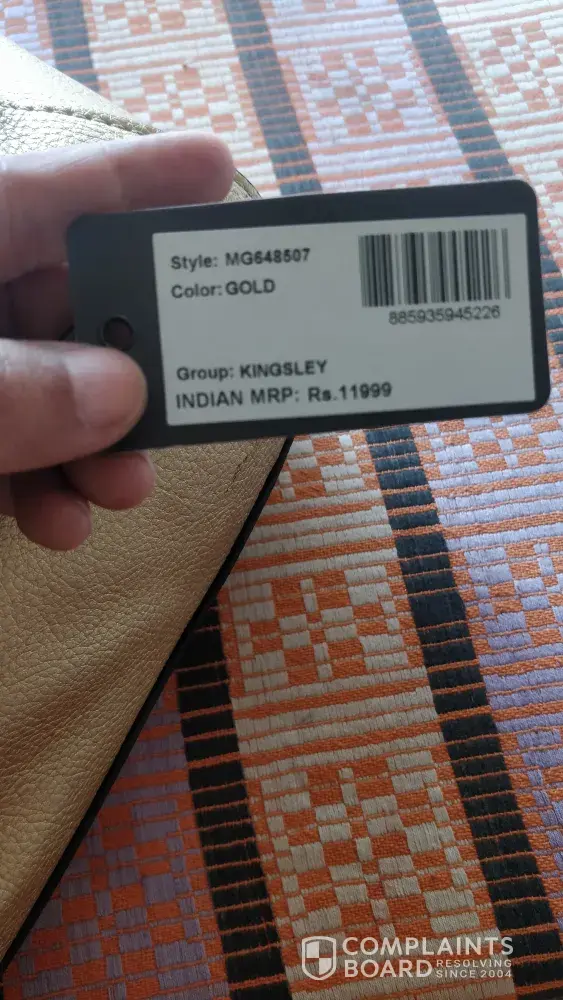 Style: MG648507
Color: GOLD
885935945226
Group: KINGSLEY
INDIAN MRP: Rs.11999
COMPLAINTS
BOARD RESOLVING
SINCE 2004